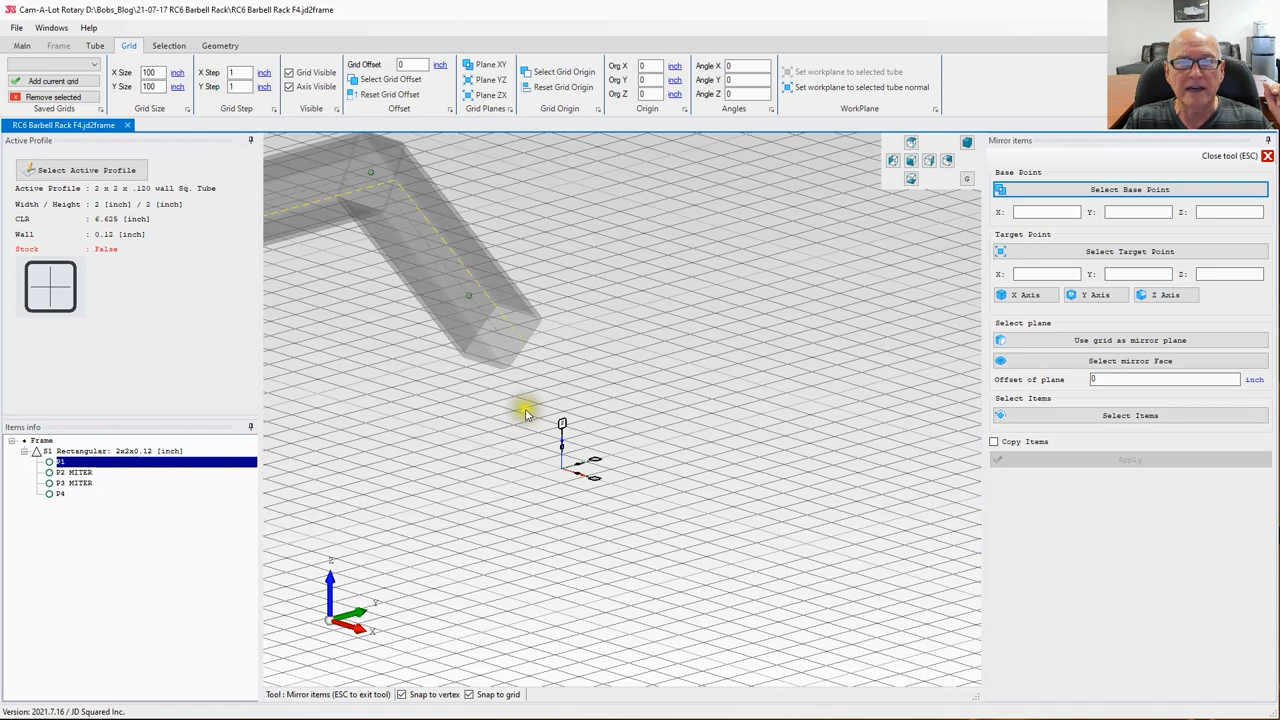 Cam-A-Lot Rotary D:\Bobs_Blog\21-07-17 RC6 Barbell Rack\RC6 Barbell Rack F4.jd2frame
File Windows Help
Main Frame Tube Grid Selection Geometry
Add current grid
Remove selected
Saved Grids
X Size 100 inch
Y Size 100 inch
Grid Size
X Step 1 inch
Y Step 1 inch
Grid Step
Grid Visible
Axis Visible
Visible
Grid Offset 0 inch
Select Grid Offset
Reset Grid Offset
Offset
Plane XY
Plane YZ
Plane ZX
Grid Planes
Select Grid Origin
Reset Grid Origin
Grid Origin
Org X 0 inch
Org Y 0 inch
Org Z 0 inch
Origin
Angle X 0
Angle Y 0
Angle Z 0
Angles
Set workplane to selected tube
Set workplane to selected tube normal
WorkPlane
RC6 Barbell Rack F4.jd2frame
Active Profile
Select Active Profile
Active Profile : 2 x 2 x .120 wall Sq. Tube
Width / Height : 2 [inch] / 2 [inch]
CLR : 6.625 [inch]
Wall : 0.12 [inch]
Stock : False
Items info
Frame
S1 Rectangular: 2x2x0.12 [inch]
P1
P2 MITER
P3 MITER
P4
G
Z
Y
X
Mirror items
Close tool (ESC)
Base Point
Select Base Point
X: Y: Z:
Target Point
Select Target Point
X: Y: Z:
X Axis Y Axis Z Axis
Select plane
Use grid as mirror plane
Select mirror Face
Offset of plane 0 inch
Select Items
Select Items
Copy Items
Apply
Tool : Mirror items (ESC to exit tool) Snap to vertex Snap to grid
Version: 2021.7.16 / JD Squared Inc.